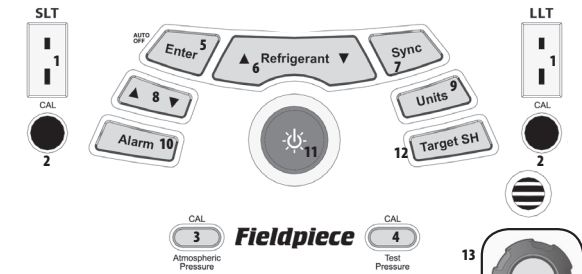 SLT
LLT
AUTO OFF
Enter 5
▲ 6 Refrigerant ▼
Sync 7
1
1
▲ 8 ▼
Units 9
CAL
CAL
Alarm 10
11
12 Target SH
2
2
CAL
3
Atmospheric
Pressure
Fieldpiece
CAL
4
Test
Pressure
13